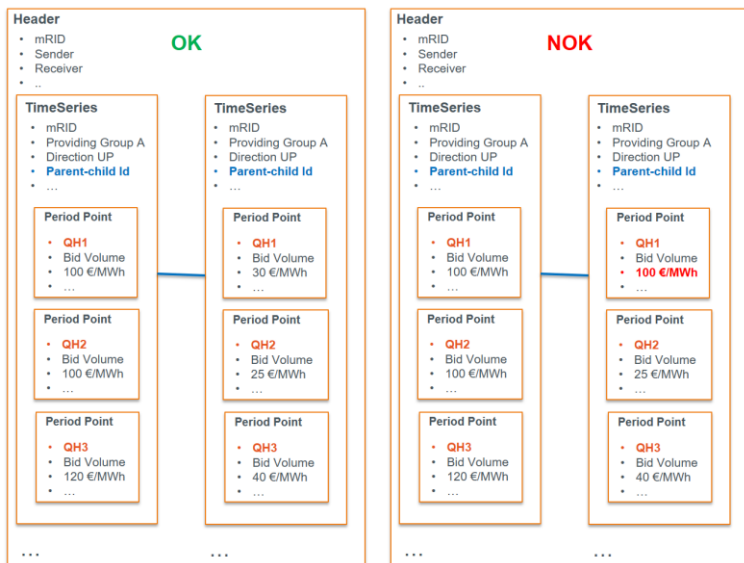 Header
• mRID
• Sender
• Receiver
• ..
OK
TimeSeries
• mRID
• Providing Group A
• Direction UP
• Parent-child Id
• …
Period Point
• QH1
• Bid Volume
• 100 €/MWh
• …
Period Point
• QH2
• Bid Volume
• 100 €/MWh
• …
Period Point
• QH3
• Bid Volume
• 120 €/MWh
• …
…
TimeSeries
• mRID
• Providing Group A
• Direction UP
• Parent-child Id
• …
Period Point
• QH1
• Bid Volume
• 30 €/MWh
• …
Period Point
• QH2
• Bid Volume
• 25 €/MWh
• …
Period Point
• QH3
• Bid Volume
• 40 €/MWh
• …
…
Header
• mRID
• Sender
• Receiver
• ..
NOK
TimeSeries
• mRID
• Providing Group A
• Direction UP
• Parent-child Id
• …
Period Point
• QH1
• Bid Volume
• 100 €/MWh
• …
Period Point
• QH2
• Bid Volume
• 100 €/MWh
• …
Period Point
• QH3
• Bid Volume
• 120 €/MWh
• …
…
TimeSeries
• mRID
• Providing Group A
• Direction UP
• Parent-child Id
• …
Period Point
• QH1
• Bid Volume
• 100 €/MWh
• …
Period Point
• QH2
• Bid Volume
• 25 €/MWh
• …
Period Point
• QH3
• Bid Volume
• 40 €/MWh
• …
…